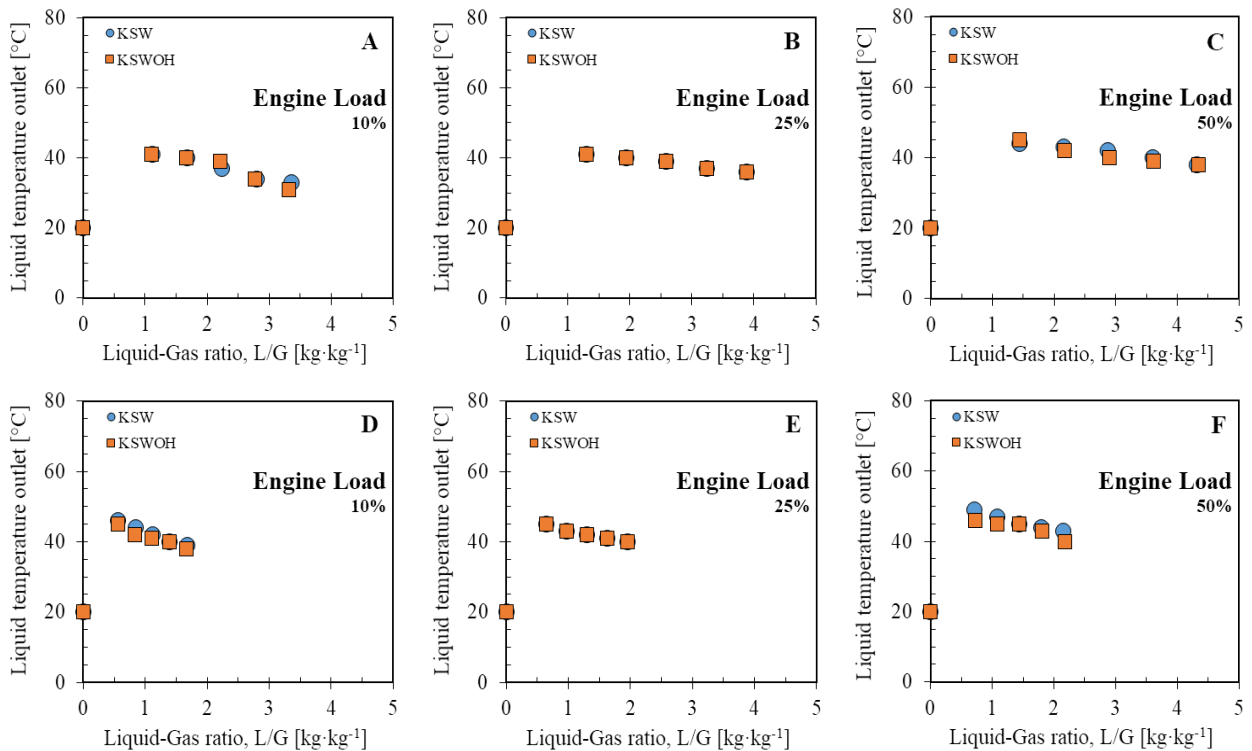 Liquid temperature outlet [°C]
80
60
40
20
0
KSW
KSWOH
A
Engine Load
10%
0 1 2 3 4 5
Liquid-Gas ratio, L/G [kg·kg⁻¹]
Liquid temperature outlet [°C]
80
60
40
20
0
KSW
KSWOH
B
Engine Load
25%
0 1 2 3 4 5
Liquid-Gas ratio, L/G [kg·kg⁻¹]
Liquid temperature outlet [°C]
80
60
40
20
0
KSW
KSWOH
C
Engine Load
50%
0 1 2 3 4 5
Liquid-Gas ratio, L/G [kg·kg⁻¹]
Liquid temperature outlet [°C]
80
60
40
20
0
KSW
KSWOH
D
Engine Load
10%
0 1 2 3 4 5
Liquid-Gas ratio, L/G [kg·kg⁻¹]
Liquid temperature outlet [°C]
80
60
40
20
0
KSW
KSWOH
E
Engine Load
25%
0 1 2 3 4 5
Liquid-Gas ratio, L/G [kg·kg⁻¹]
Liquid temperature outlet [°C]
80
60
40
20
0
KSW
KSWOH
F
Engine Load
50%
0 1 2 3 4 5
Liquid-Gas ratio, L/G [kg·kg⁻¹]